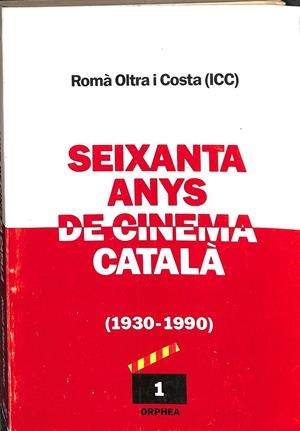 Romà Oltra i Costa (ICC)
SEIXANTA
ANYS
DE CINEMA
CATALÀ
(1930-1990)
1
ORPHEA